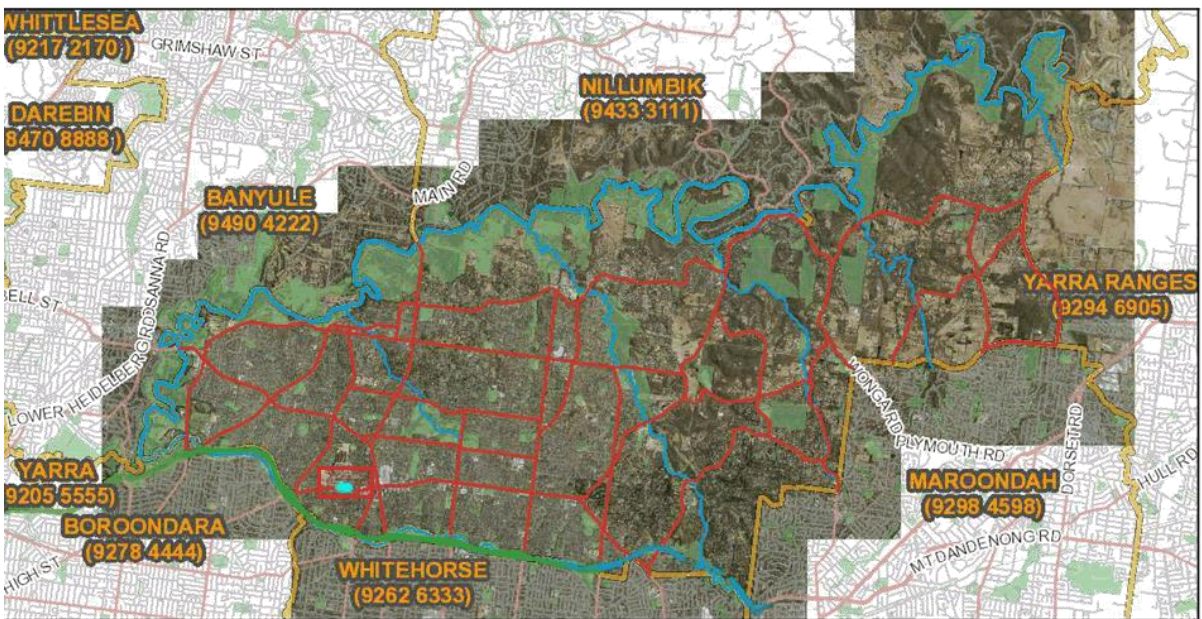 WHITTLESEA
(9217 2170 )
GRIMSHAW ST
DAREBIN
8470 8888 )
NILLUMBIK
(9433 3111)
MAIN RD
BANYULE
(9490 4222)
ROSANNA RD
BELL ST
YARRA RANGES
(9294 6905)
LOWER HEIDELBERG RD
WONGA RD
PLYMOUTH RD
DORSET RD
HULL RD
YARRA
9205 5555)
MAROONDAH
(9298 4598)
BOROONDARA
(9278 4444)
MT DANDENONG RD
HIGH ST
WHITEHORSE
(9262 6333)